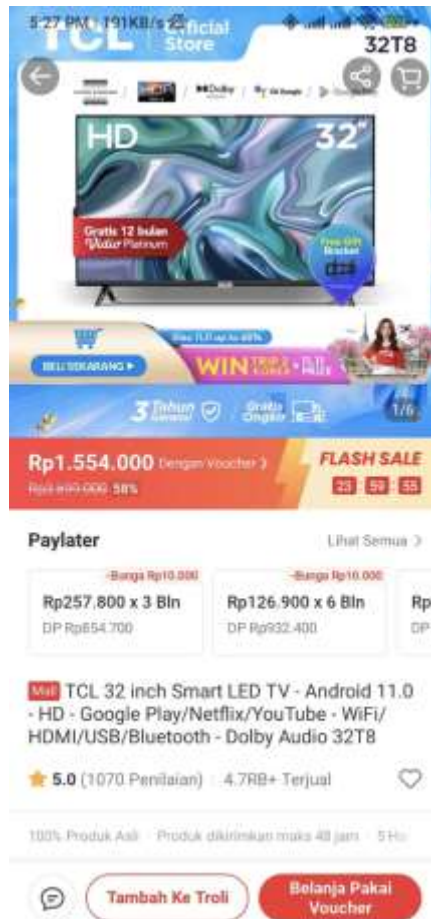 5:27 PM 191KB/s
TCL Official Store
32T8
Dolby
HD
32"
Gratis 12 bulan
Vidio Platinum
Free Gift
Bracket
BELI SEKARANG
WIN
3 Tahun Garansi
Gratis Ongkir
1/6
Rp1.554.000 Dengan Voucher >
58%
FLASH SALE
23 59 55
Paylater
Lihat Semua >
-Bunga Rp10.000
-Bunga Rp10.000
Rp257.800 x 3 Bln
Rp126.900 x 6 Bln
Rp
DP Rp854.700
DP Rp932.400
DP
Mall TCL 32 inch Smart LED TV - Android 11.0
- HD - Google Play/Netflix/YouTube - WiFi/
HDMI/USB/Bluetooth - Dolby Audio 32T8
5.0 (1070 Penilaian)
4.7RB+ Terjual
100% Produk Asli
Produk dikirimkan maks 48 jam
Tambah Ke Troli
Belanja Pakai
Voucher